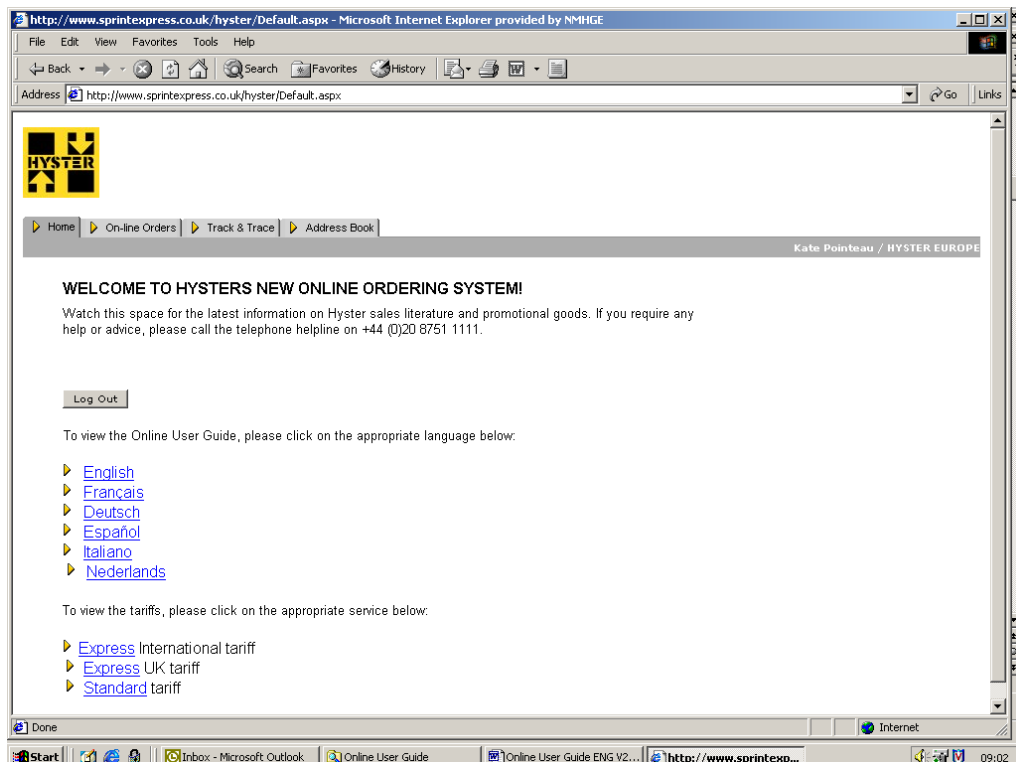 http://www.sprintexpress.co.uk/hyster/Default.aspx - Microsoft Internet Explorer provided by NMHGE
File Edit View Favorites Tools Help
Back Search Favorites History
Address http://www.sprintexpress.co.uk/hyster/Default.aspx Go Links
HYSTER
Home On-line Orders Track & Trace Address Book
Kate Pointeau / HYSTER EUROPE
WELCOME TO HYSTERS NEW ONLINE ORDERING SYSTEM!
Watch this space for the latest information on Hyster sales literature and promotional goods. If you require any
help or advice, please call the telephone helpline on +44 (0)20 8751 1111.
Log Out
To view the Online User Guide, please click on the appropriate language below:
English
Français
Deutsch
Español
Italiano
Nederlands
To view the tariffs, please click on the appropriate service below:
Express International tariff
Express UK tariff
Standard tariff
Done Internet
Start Inbox - Microsoft Outlook Online User Guide Online User Guide ENG V2... http://www.sprintexp... 09:02